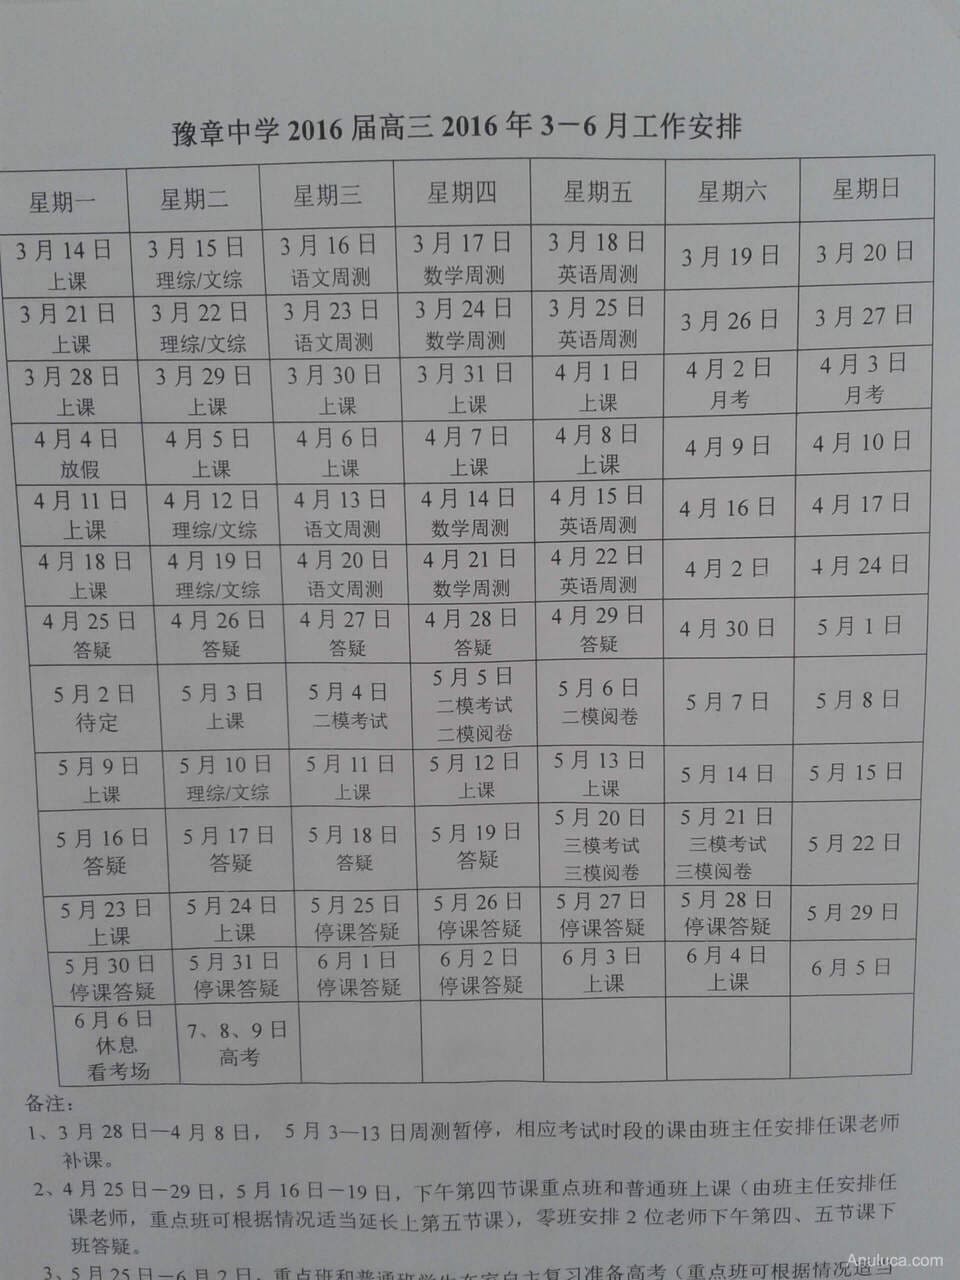 豫章中学 2016 届高三 2016 年 3－6 月工作安排
星期一 星期二 星期三 星期四 星期五 星期六 星期日
3 月 14 日 3 月 15 日 3 月 16 日 3 月 17 日 3 月 18 日 3 月 19 日 3 月 20 日
上课 理综/文综 语文周测 数学周测 英语周测
3 月 21 日 3 月 22 日 3 月 23 日 3 月 24 日 3 月 25 日 3 月 26 日 3 月 27 日
上课 理综/文综 语文周测 数学周测 英语周测
3 月 28 日 3 月 29 日 3 月 30 日 3 月 31 日 4 月 1 日 4 月 2 日 4 月 3 日
上课 上课 上课 上课 上课 月考 月考
4 月 4 日 4 月 5 日 4 月 6 日 4 月 7 日 4 月 8 日 4 月 9 日 4 月 10 日
放假 上课 上课 上课 上课
4 月 11 日 4 月 12 日 4 月 13 日 4 月 14 日 4 月 15 日 4 月 16 日 4 月 17 日
上课 理综/文综 语文周测 数学周测 英语周测
4 月 18 日 4 月 19 日 4 月 20 日 4 月 21 日 4 月 22 日 4 月 2 日 4 月 24 日
上课 理综/文综 语文周测 数学周测 英语周测
4 月 25 日 4 月 26 日 4 月 27 日 4 月 28 日 4 月 29 日 4 月 30 日 5 月 1 日
答疑 答疑 答疑 答疑 答疑
5 月 2 日 5 月 3 日 5 月 4 日 5 月 5 日 5 月 6 日 5 月 7 日 5 月 8 日
待定 上课 二模考试 二模考试 二模阅卷
二模阅卷
5 月 9 日 5 月 10 日 5 月 11 日 5 月 12 日 5 月 13 日 5 月 14 日 5 月 15 日
上课 理综/文综 上课 上课 上课
5 月 16 日 5 月 17 日 5 月 18 日 5 月 19 日 5 月 20 日 5 月 21 日 5 月 22 日
答疑 答疑 答疑 答疑 三模考试 三模考试
三模阅卷 三模阅卷
5 月 23 日 5 月 24 日 5 月 25 日 5 月 26 日 5 月 27 日 5 月 28 日 5 月 29 日
上课 上课 停课答疑 停课答疑 停课答疑 停课答疑
5 月 30 日 5 月 31 日 6 月 1 日 6 月 2 日 6 月 3 日 6 月 4 日 6 月 5 日
停课答疑 停课答疑 停课答疑 停课答疑 上课 上课
6 月 6 日 7、8、9 日
休息 高考
看考场
备注：
1、3 月 28 日—4 月 8 日， 5 月 3—13 日周测暂停，相应考试时段的课由班主任安排任课老师
补课。
2、4 月 25 日－29 日，5 月 16 日－19 日，下午第四节课重点班和普通班上课（由班主任安排任
课老师，重点班可根据情况适当延长上第五节课），零班安排 2 位老师下午第四、五节课下
班答疑。
3、5 月 25 日－6 月 2 日，重点班和普通班学生在家自主复习准备高考（重点班可根据情况适当
Anuluca.com